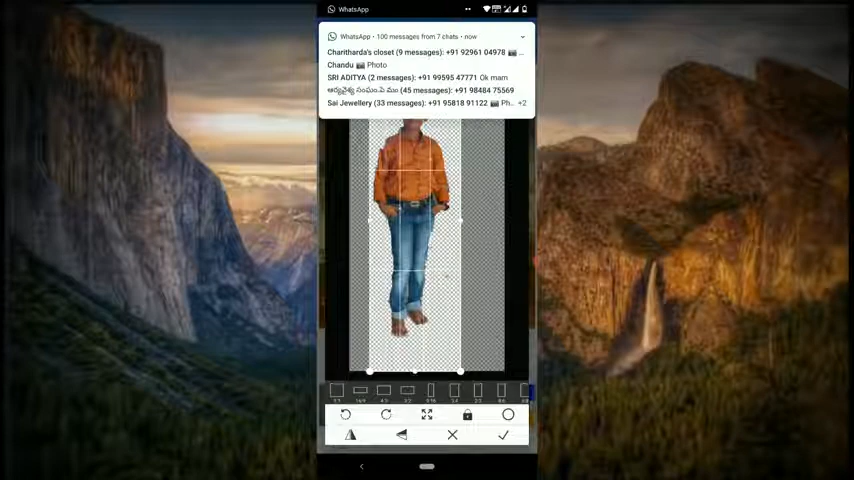 WhatsApp
WhatsApp • 100 messages from 7 chats • now
Charitharda's closet (9 messages): +91 92961 04978 📷 ...
Chandu 📷 Photo
SRI ADITYA (2 messages): +91 99595 47771 Ok mam
ఆర్యవైశ్య సంఘం.పె మం (45 messages): +91 98484 75569
Sai Jewellery (33 messages): +91 95818 91122 📷 Ph.. +2